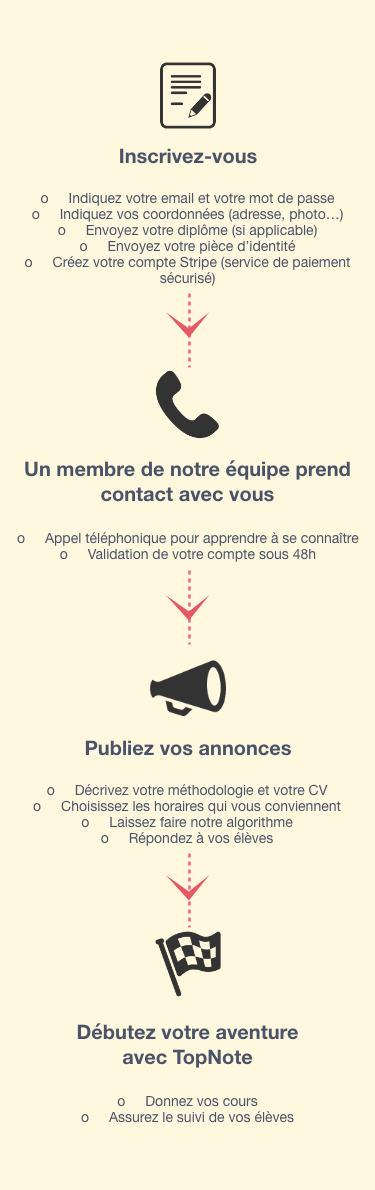 Inscrivez-vous
o Indiquez votre email et votre mot de passe
o Indiquez vos coordonnées (adresse, photo…)
o Envoyez votre diplôme (si applicable)
o Envoyez votre pièce d'identité
o Créez votre compte Stripe (service de paiement
sécurisé)
Un membre de notre équipe prend
contact avec vous
o Appel téléphonique pour apprendre à se connaître
o Validation de votre compte sous 48h
Publiez vos annonces
o Décrivez votre méthodologie et votre CV
o Choisissez les horaires qui vous conviennent
o Laissez faire notre algorithme
o Répondez à vos élèves
Débutez votre aventure
avec TopNote
o Donnez vos cours
o Assurez le suivi de vos élèves